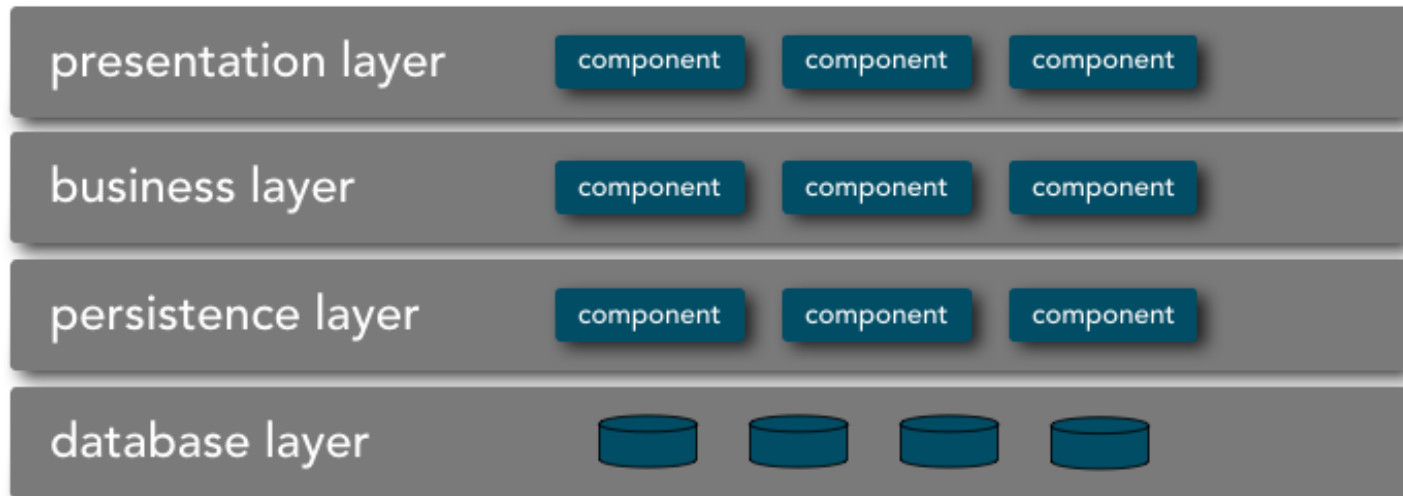 presentation layer
component component component
business layer
component component component
persistence layer
component component component
database layer